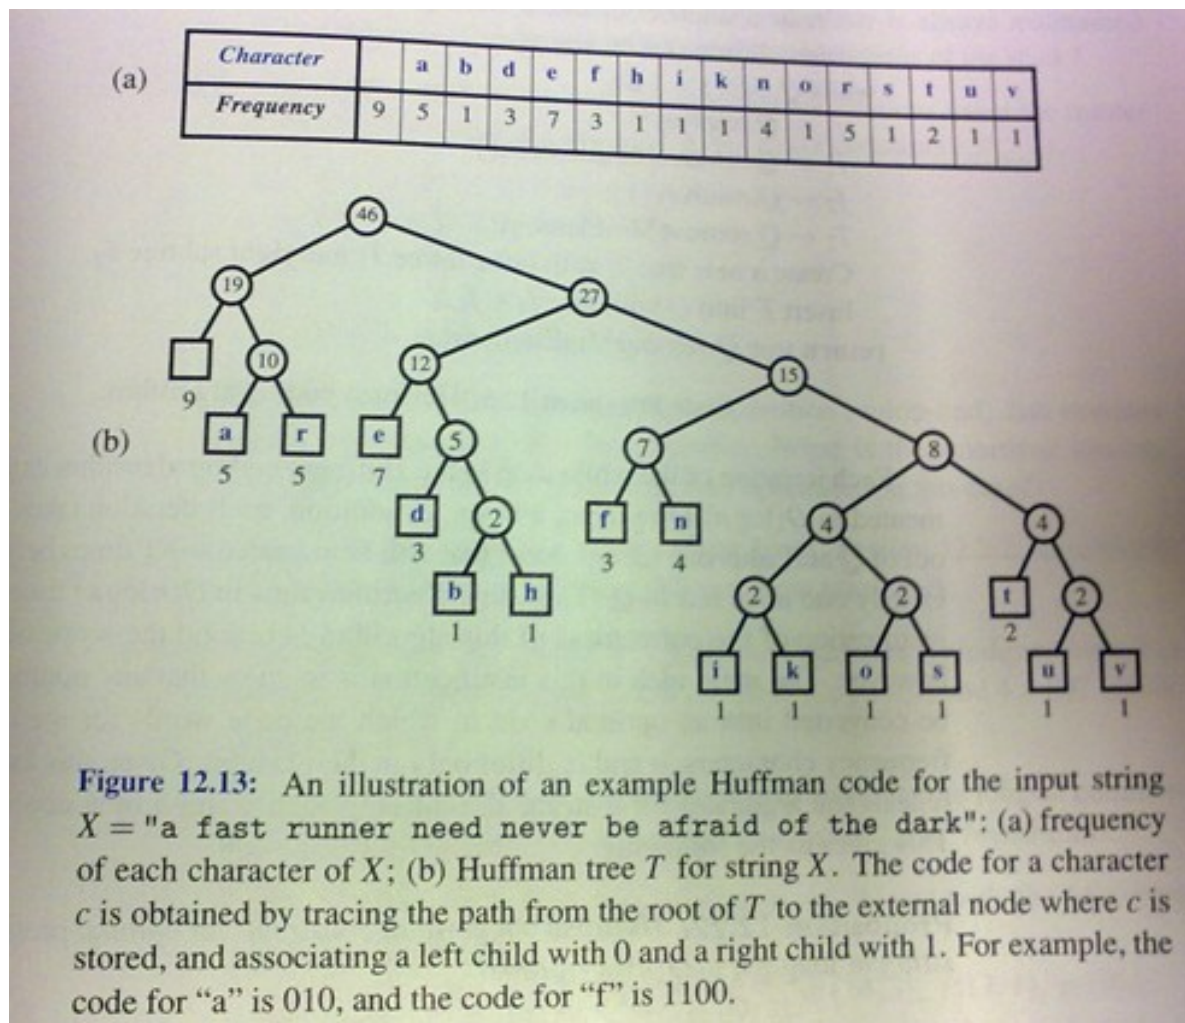 (a)
Character a b d e f h i k n o r s t u v
Frequency 9 5 1 3 7 3 1 1 1 4 1 5 1 2 1 1
46
19 27
9 10 12 15
(b)
a r e 5 7 8
5 5 7
d 2 f n 4 4
3 3 4
b h 2 2 t 2
1 1 2
i k o s u v
1 1 1 1 1 1
Figure 12.13: An illustration of an example Huffman code for the input string
X = "a fast runner need never be afraid of the dark": (a) frequency
of each character of X; (b) Huffman tree T for string X. The code for a character
c is obtained by tracing the path from the root of T to the external node where c is
stored, and associating a left child with 0 and a right child with 1. For example, the
code for “a” is 010, and the code for “f” is 1100.